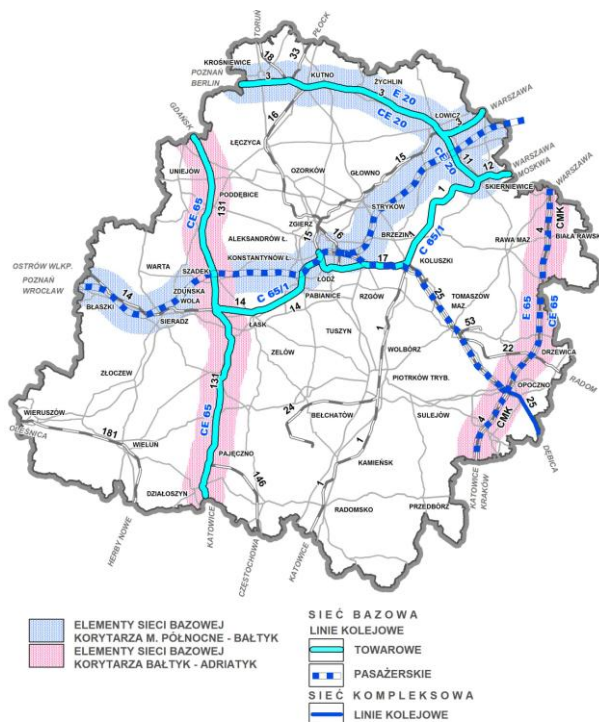 TORUŃ
PŁOCK
18
33
KROŚNIEWICE
POZNAŃ
BERLIN
3
KUTNO
ŻYCHLIN
3
E 20
CE 20
ŁOWICZ
3
WARSZAWA
GDAŃSK
16
ŁĘCZYCA
CE 20
11
12
WARSZAWA
MOSKWA
OZORKÓW
GŁOWNO
15
SKIERNIEWICE
UNIEJÓW
1
WARSZAWA
PODDĘBICE
CE 65
131
STRYKÓW
CMK
ZGIERZ
15
16
BRZEZIN
1
C 65/1
RAWA MAZ.
4
BIAŁA RAWSK
ALEKSANDRÓW Ł.
KONSTANTYNÓW Ł.
OSTRÓW WLKP.
POZNAŃ
WROCŁAW
WARTA
SZADEK
ŁÓDŹ
17
KOLUSZKI
14
ZDUŃSKA
WOLA
C 65/1
PABIANICE
RZGÓW
25
TOMASZÓW
MAZ.
E 65
CE 65
BŁASZKI
SIERADZ
14
14
ŁASK
TUSZYN
53
ZELÓW
WOLBÓRZ
22
DRZEWICA
1
ZŁOCZEW
131
PIOTRKÓW TRYB.
OPOCZNO
RADOM
WIERUSZÓW
OLEŚNICA
CE 65
24
BEŁCHATÓW
SULEJÓW
4
CMK
25
181
WIELUŃ
1
DĘBICA
PAJĘCZNO
KAMIEŃSK
KATOWICE
KRAKÓW
146
DZIAŁOSZYN
1
RADOMSKO
PRZEDBÓRZ
HERBY NOWE
KATOWICE
CZĘSTOCHOWA
KATOWICE
ELEMENTY SIECI BAZOWEJ
KORYTARZA M. PÓŁNOCNE - BAŁTYK
ELEMENTY SIECI BAZOWEJ
KORYTARZA BAŁTYK - ADRIATYK
SIEĆ BAZOWA
LINIE KOLEJOWE
TOWAROWE
PASAŻERSKIE
SIEĆ KOMPLEKSOWA
LINIE KOLEJOWE